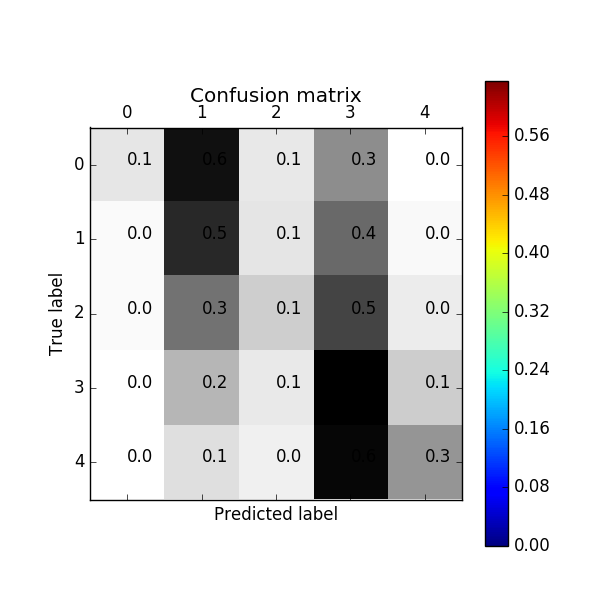 Confusion matrix
0 1 2 3 4
0 0.1 0.6 0.1 0.3 0.0
1 0.0 0.5 0.1 0.4 0.0
2 0.0 0.3 0.1 0.5 0.0
3 0.0 0.2 0.1 0.1
4 0.0 0.1 0.0 0.6 0.3
True label
Predicted label
0.56
0.48
0.40
0.32
0.24
0.16
0.08
0.00